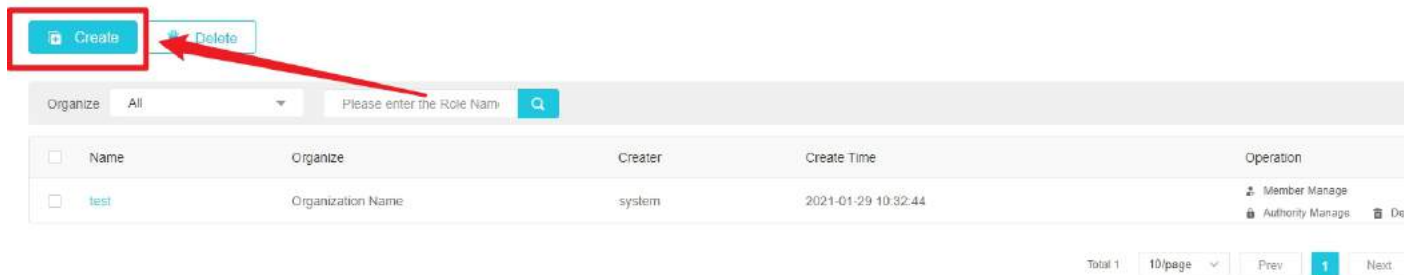 Create Delete
Organize All Please enter the Role Nam
Name Organize Creater Create Time Operation
test Organization Name system 2021-01-29 10:32:44 Member Manage
Authority Manage De
Total 1 10/page Prev 1 Next